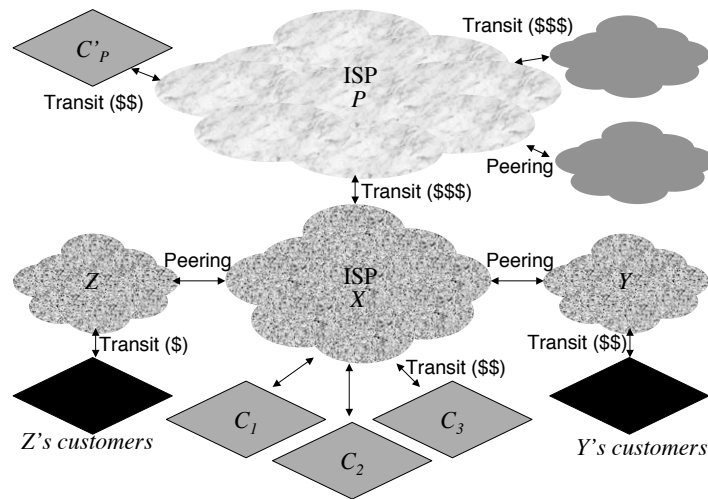 Transit ($$$)
C'P
ISP
P
Transit ($$)
Peering
Transit ($$$)
Peering
Peering
Z
ISP
X
Y
Transit ($)
Transit ($$)
Transit ($$)
C1
C3
C2
Z's customers
Y's customers